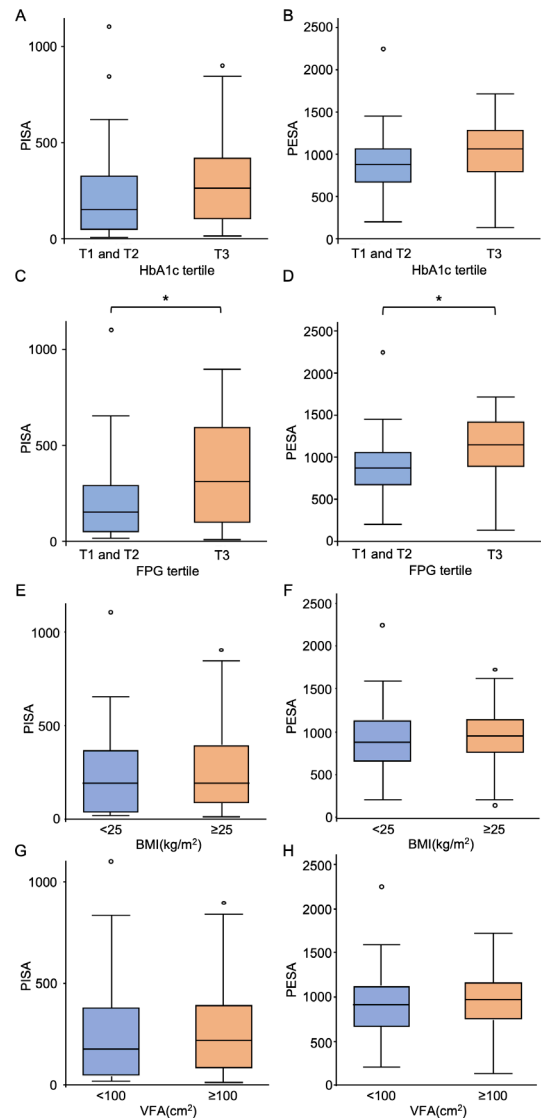 A
B
1000
500
0
PISA
T1 and T2
T3
HbA1c tertile
2500
2000
1500
1000
500
0
PESA
T1 and T2
T3
HbA1c tertile
C
D
*
1000
500
0
PISA
T1 and T2
T3
FPG tertile
*
2500
2000
1500
1000
500
0
PESA
T1 and T2
T3
FPG tertile
E
F
1000
500
0
PISA
<25
≥25
BMI(kg/m²)
2500
2000
1500
1000
500
0
PESA
<25
≥25
BMI(kg/m²)
G
H
1000
500
0
PISA
<100
≥100
VFA(cm²)
2500
2000
1500
1000
500
0
PESA
<100
≥100
VFA(cm²)